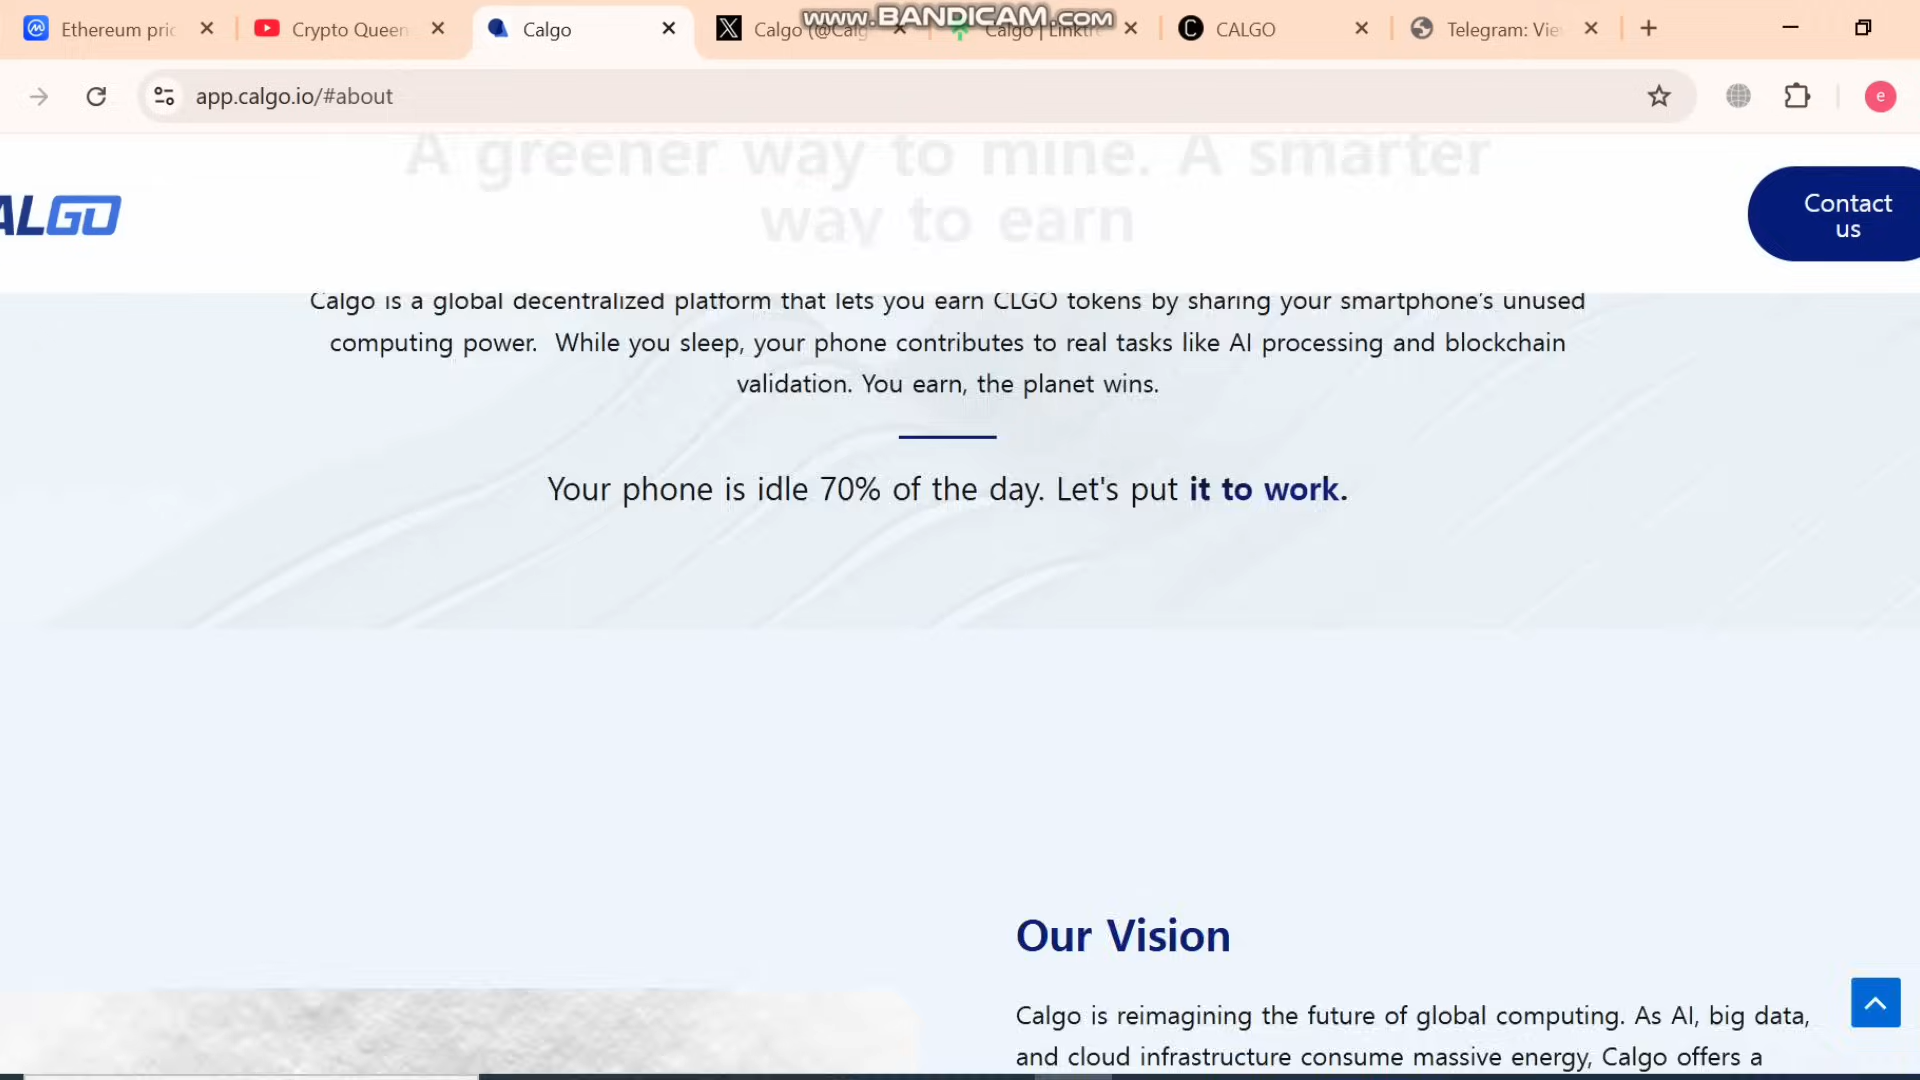 www.BANDICAM.com
Ethereum pric
Crypto Queen
Calgo
Calgo (@Calg
Calgo | Linktre
CALGO
Telegram: Vie
app.calgo.io/#about
e
A greener way to mine. A smarter
way to earn
ALGO
Contact
us
Calgo is a global decentralized platform that lets you earn CLGO tokens by sharing your smartphone's unused
computing power. While you sleep, your phone contributes to real tasks like AI processing and blockchain
validation. You earn, the planet wins.
Your phone is idle 70% of the day. Let's put it to work.
Our Vision
Calgo is reimagining the future of global computing. As AI, big data,
and cloud infrastructure consume massive energy, Calgo offers a